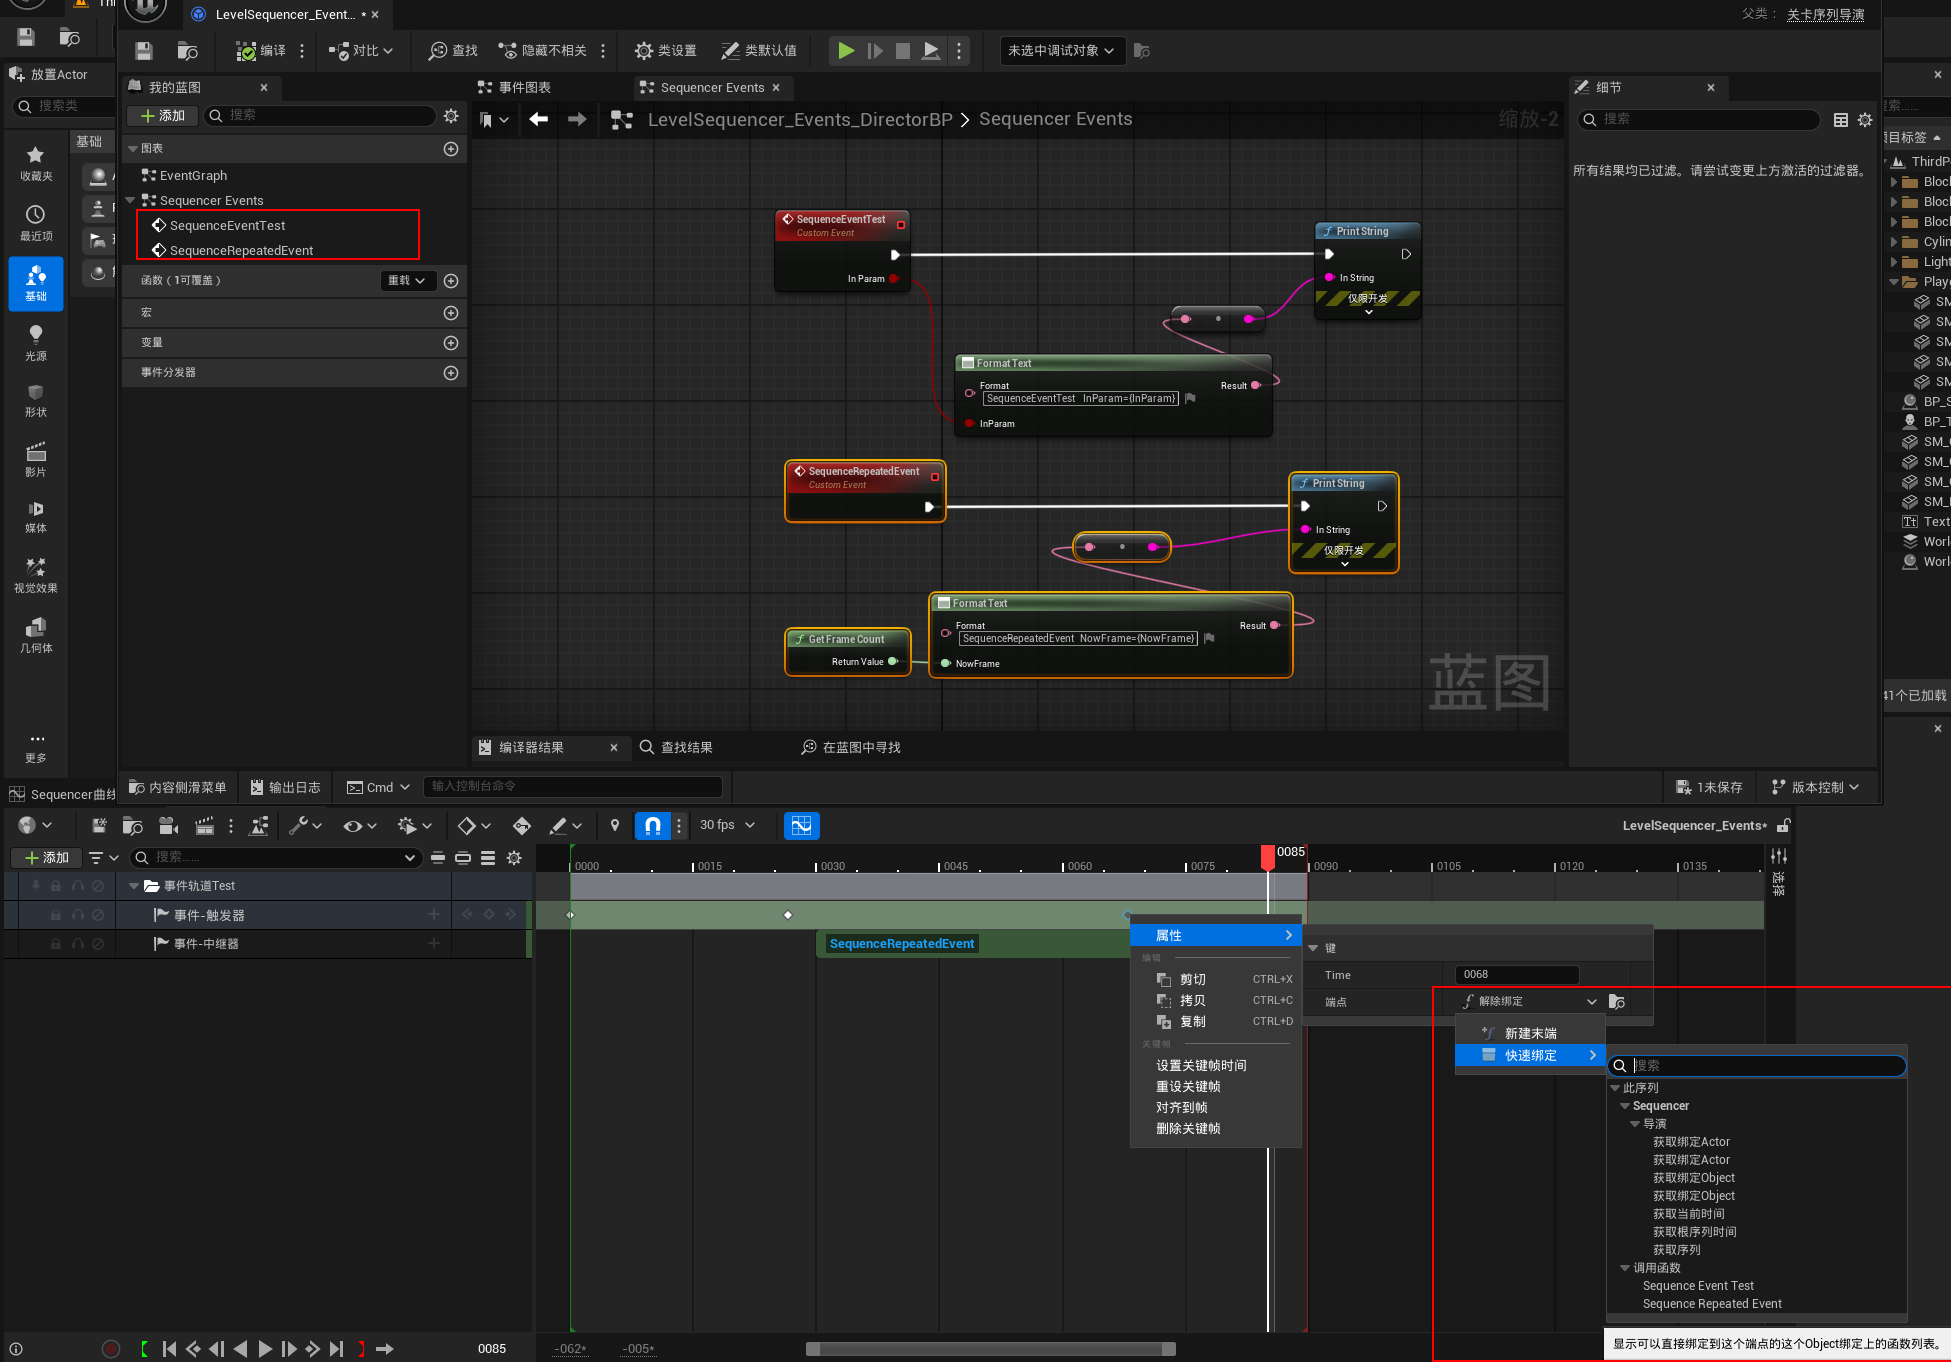 LevelSequencer_Event... *
父类： 关卡序列导演
编译
对比
查找
隐藏不相关
类设置
类默认值
未选中调试对象
放置Actor
搜索类
我的蓝图
事件图表
Sequencer Events
细节
添加
搜索
LevelSequencer_Events_DirectorBP > Sequencer Events
缩放-2
搜索
基础
图表
所有结果均已过滤。请尝试变更上方激活的过滤器。
收藏夹
EventGraph
Sequencer Events
SequenceEventTest
SequenceRepeatedEvent
最近项
函数（1可覆盖）
重载
基础
宏
变量
光源
事件分发器
形状
影片
媒体
视觉效果
几何体
更多
SequenceEventTest
Custom Event
In Param
Print String
In String
仅限开发
Format Text
Format
SequenceEventTest InParam={InParam}
Result
InParam
SequenceRepeatedEvent
Custom Event
Print String
In String
仅限开发
Format Text
Format
SequenceRepeatedEvent NowFrame={NowFrame}
Result
NowFrame
Get Frame Count
Return Value
蓝图
项目标签
ThirdP
Bloc
Bloc
Bloc
Cylin
Light
Playe
SM
SM
SM
SM
SM
BP_S
BP_T
SM_
SM_
SM_
SM_
Text
Worl
Worl
41个已加载
编译器结果
查找结果
在蓝图中寻找
内容侧滑菜单
输出日志
Cmd
输入控制台命令
1未保存
版本控制
Sequencer曲线
30 fps
LevelSequencer_Events*
添加
搜索......
0000
0015
0030
0045
0060
0075
0085
0090
0105
0120
0135
选择
事件轨道Test
事件-触发器
事件-中继器
SequenceRepeatedEvent
属性
编辑
剪切 CTRL+X
拷贝 CTRL+C
复制 CTRL+D
关键帧
设置关键帧时间
重设关键帧
对齐到帧
删除关键帧
键
Time 0068
端点 解除绑定
新建末端
快速绑定
搜索
此序列
Sequencer
导演
获取绑定Actor
获取绑定Actor
获取绑定Object
获取绑定Object
获取当前时间
获取根序列时间
获取序列
调用函数
Sequence Event Test
Sequence Repeated Event
显示可以直接绑定到这个端点的这个Object绑定上的函数列表。
0085
-062*
-005*